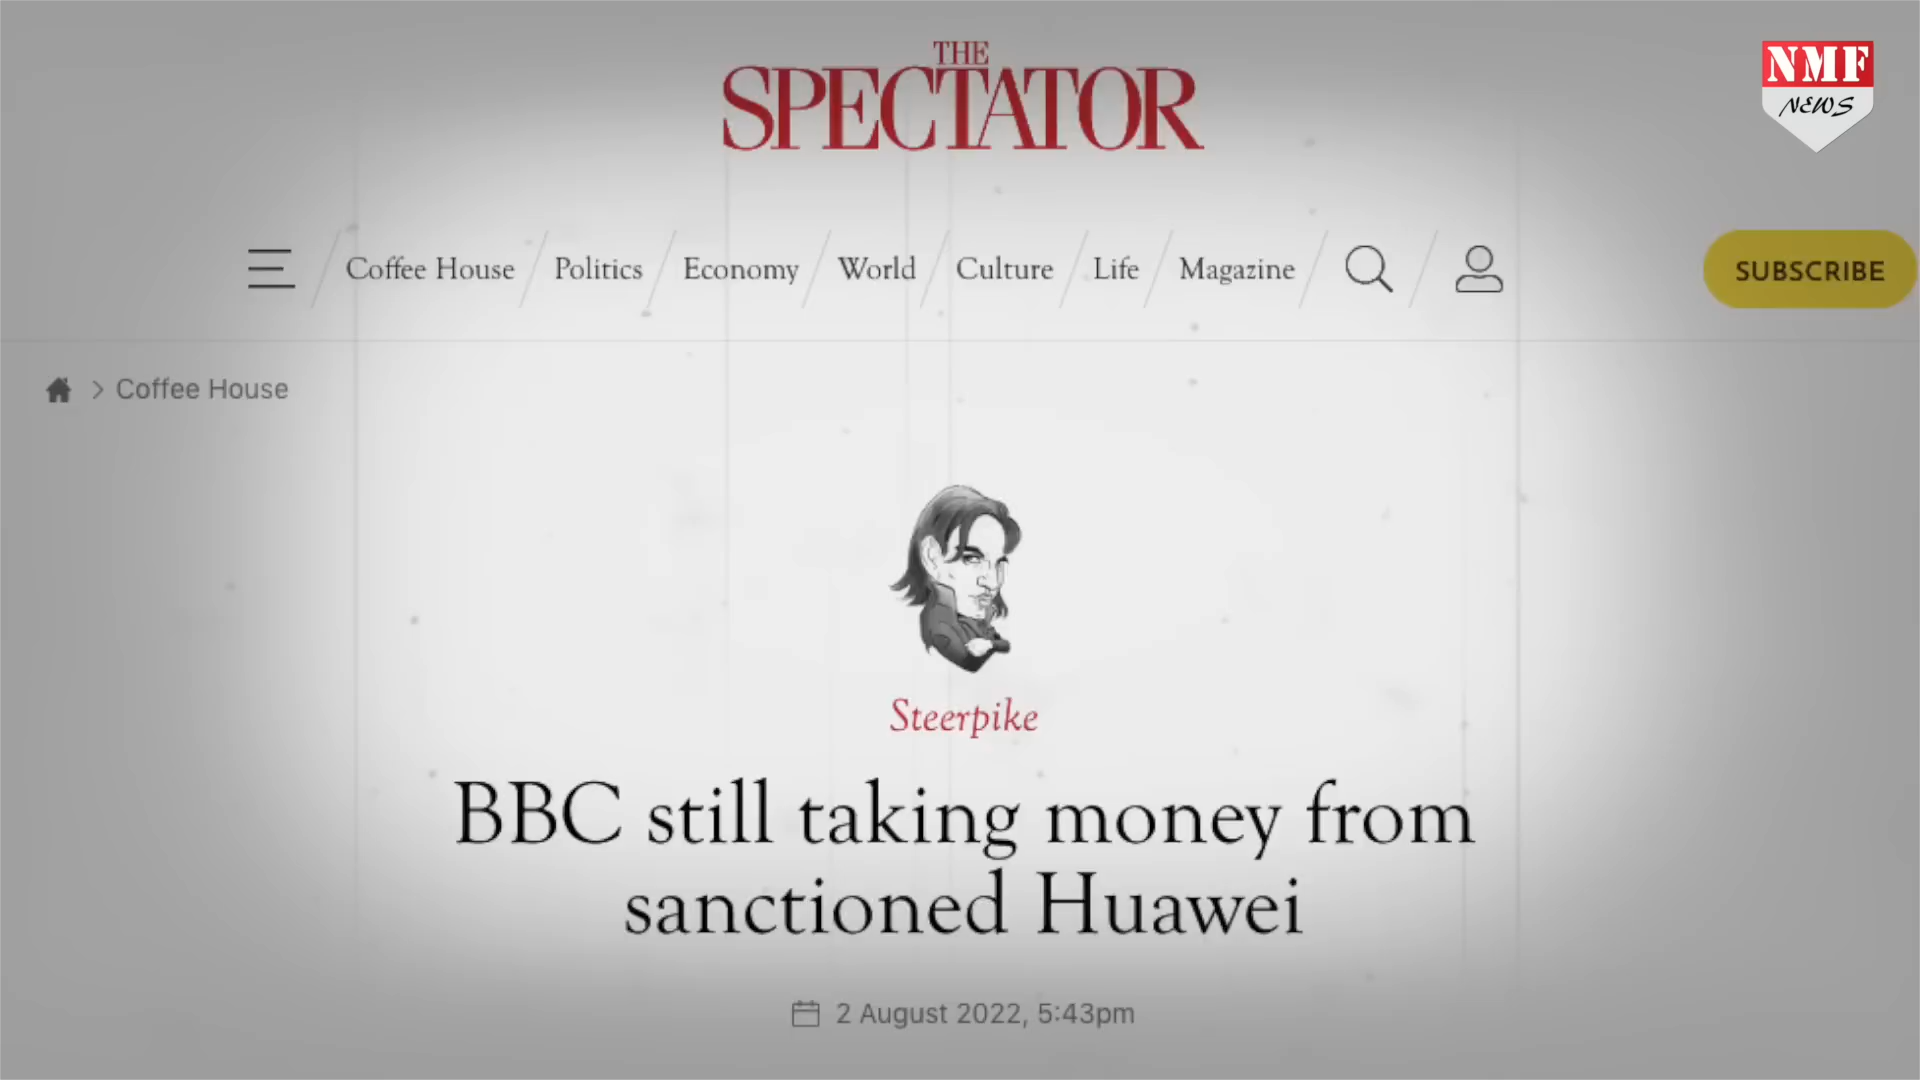 THE
SPECTATOR
NMF
NEWS
Coffee House
Politics
Economy
World
Culture
Life
Magazine
SUBSCRIBE
Coffee House
Steerpike
BBC still taking money from
sanctioned Huawei
2 August 2022, 5:43pm